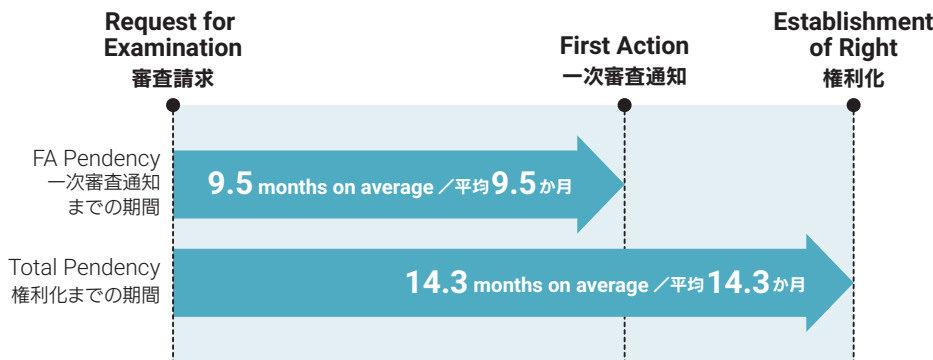 Request for
Examination
審査請求
First Action
一次審査通知
Establishment
of Right
権利化
FA Pendency
一次審査通知
までの期間
9.5 months on average ／平均9.5か月
Total Pendency
権利化までの期間
14.3 months on average ／平均14.3か月